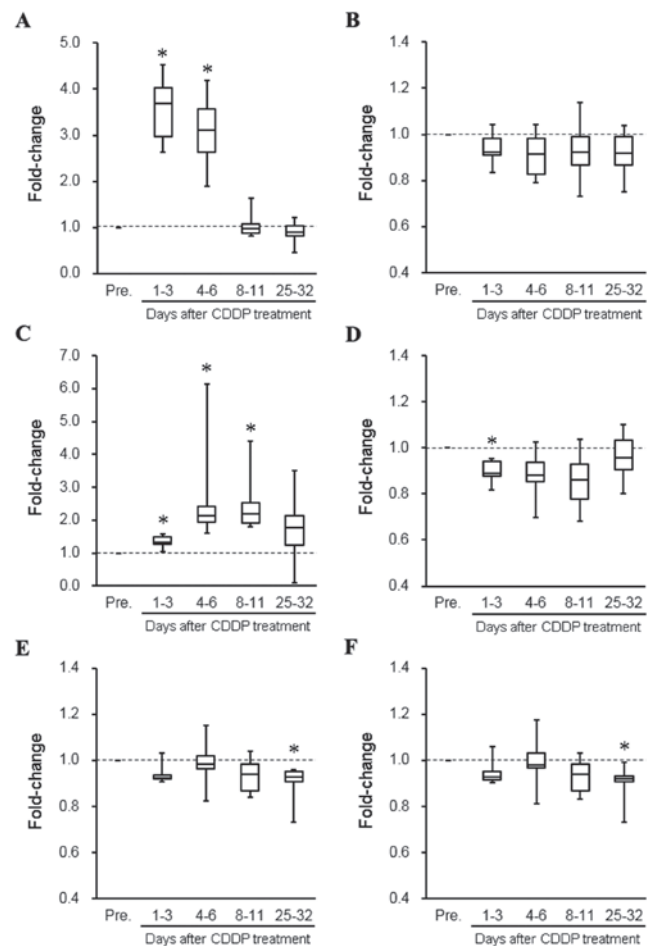 A
B
Fold-change
5.0
4.0
3.0
2.0
1.0
0.0
*
*
Pre.
1-3
4-6
8-11
25-32
Days after CDDP treatment
Fold-change
1.4
1.2
1.0
0.8
0.6
0.4
Pre.
1-3
4-6
8-11
25-32
Days after CDDP treatment
C
D
Fold-change
7.0
6.0
5.0
4.0
3.0
2.0
1.0
0.0
*
*
*
Pre.
1-3
4-6
8-11
25-32
Days after CDDP treatment
Fold-change
1.4
1.2
1.0
0.8
0.6
0.4
*
Pre.
1-3
4-6
8-11
25-32
Days after CDDP treatment
E
F
Fold-change
1.4
1.2
1.0
0.8
0.6
0.4
*
Pre.
1-3
4-6
8-11
25-32
Days after CDDP treatment
Fold-change
1.4
1.2
1.0
0.8
0.6
0.4
*
Pre.
1-3
4-6
8-11
25-32
Days after CDDP treatment